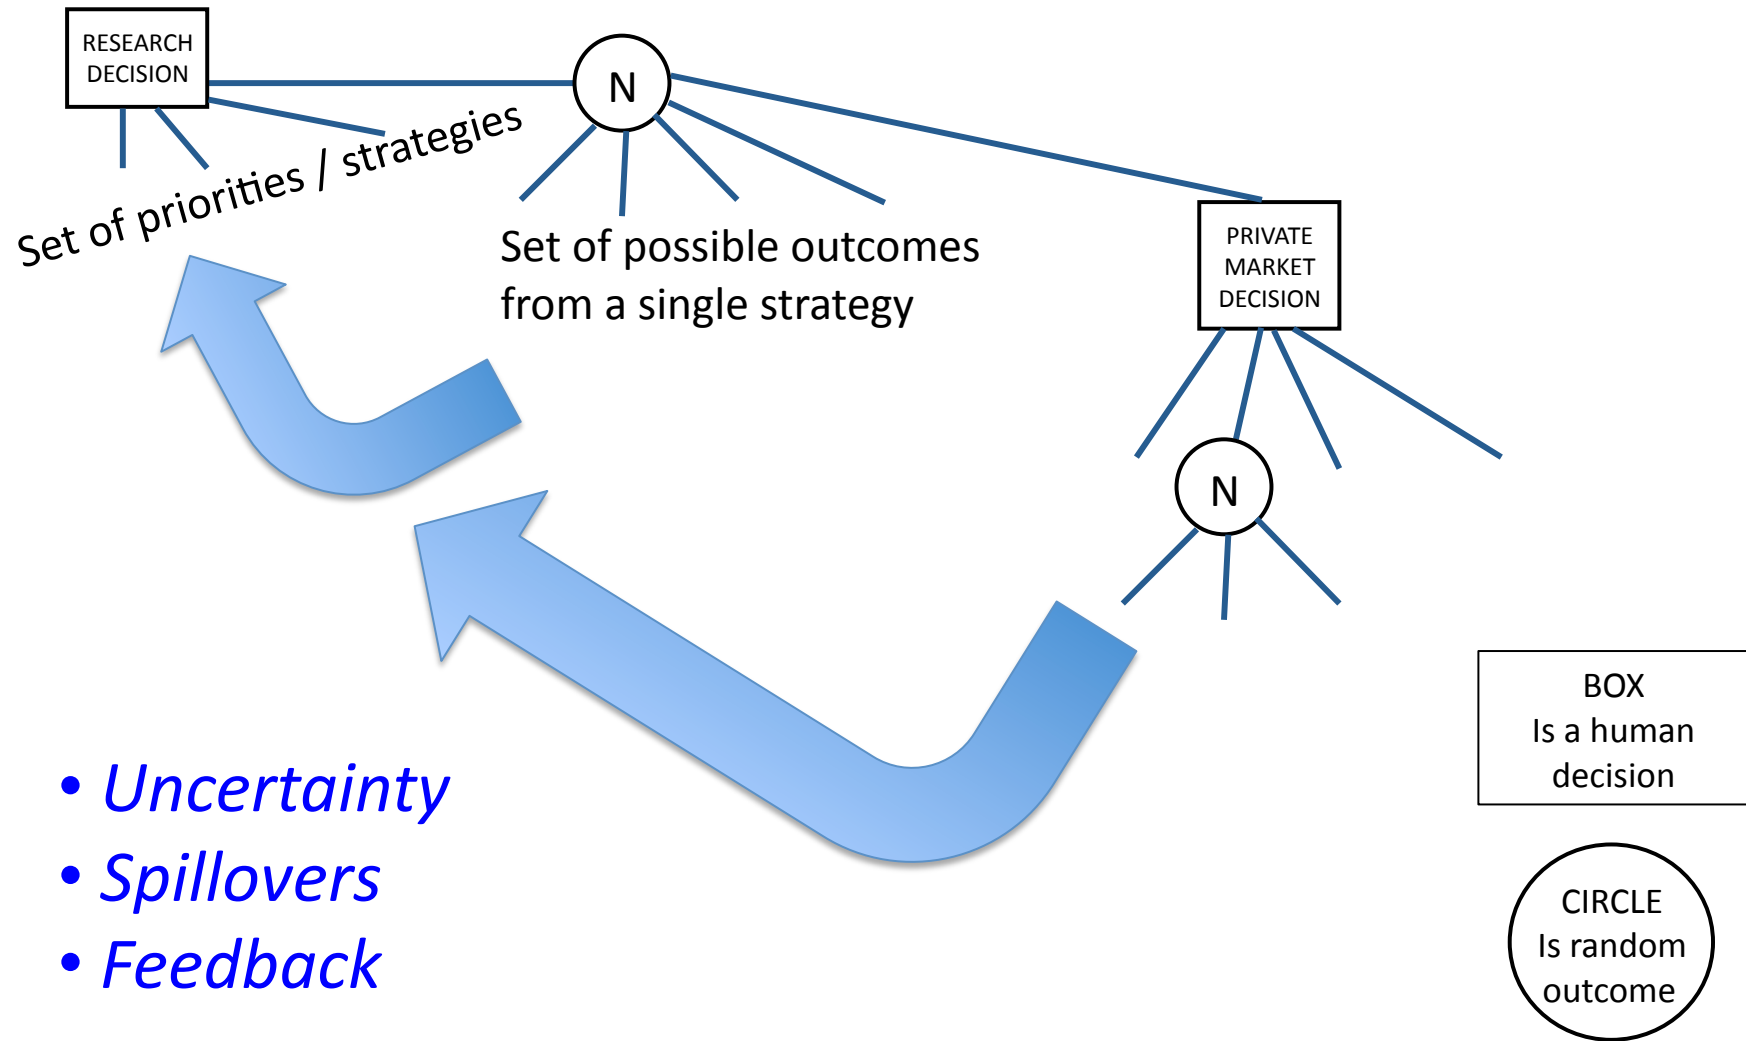 RESEARCH
DECISION
N
Set of priorities / strategies
Set of possible outcomes
from a single strategy
PRIVATE
MARKET
DECISION
N
BOX
Is a human
decision
• Uncertainty
• Spillovers
• Feedback
CIRCLE
Is random
outcome